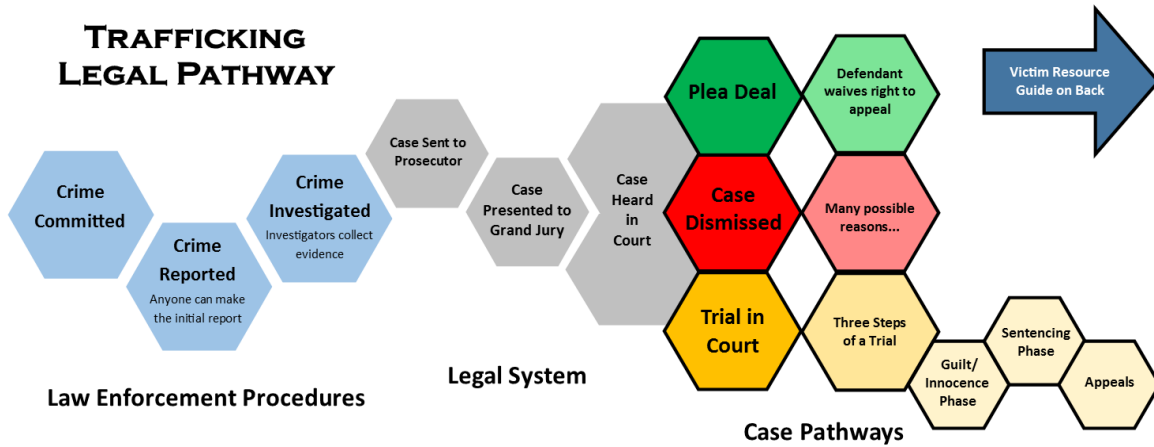 TRAFFICKING
LEGAL PATHWAY
Crime
Committed
Crime
Reported
Anyone can make
the initial report
Crime
Investigated
Investigators collect
evidence
Law Enforcement Procedures
Case Sent to
Prosecutor
Case
Presented to
Grand Jury
Case
Heard
in
Court
Legal System
Plea Deal
Defendant
waives right to
appeal
Case
Dismissed
Many possible
reasons...
Trial in
Court
Three Steps
of a Trial
Guilt/
Innocence
Phase
Sentencing
Phase
Appeals
Case Pathways
Victim Resource
Guide on Back